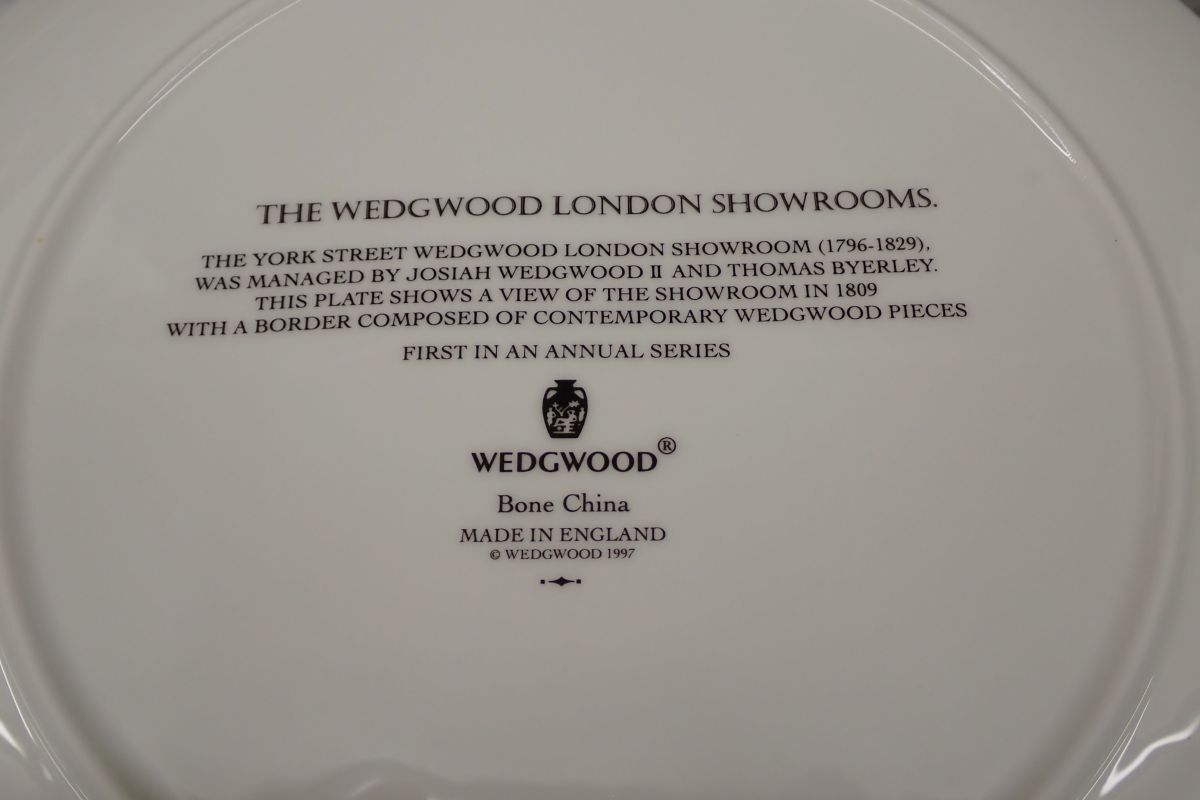 THE WEDGWOOD LONDON SHOWROOMS.
THE YORK STREET WEDGWOOD LONDON SHOWROOM (1796-1829),
WAS MANAGED BY JOSIAH WEDGWOOD II AND THOMAS BYERLEY.
THIS PLATE SHOWS A VIEW OF THE SHOWROOM IN 1809
WITH A BORDER COMPOSED OF CONTEMPORARY WEDGWOOD PIECES
FIRST IN AN ANNUAL SERIES
WEDGWOOD®
Bone China
MADE IN ENGLAND
© WEDGWOOD 1997